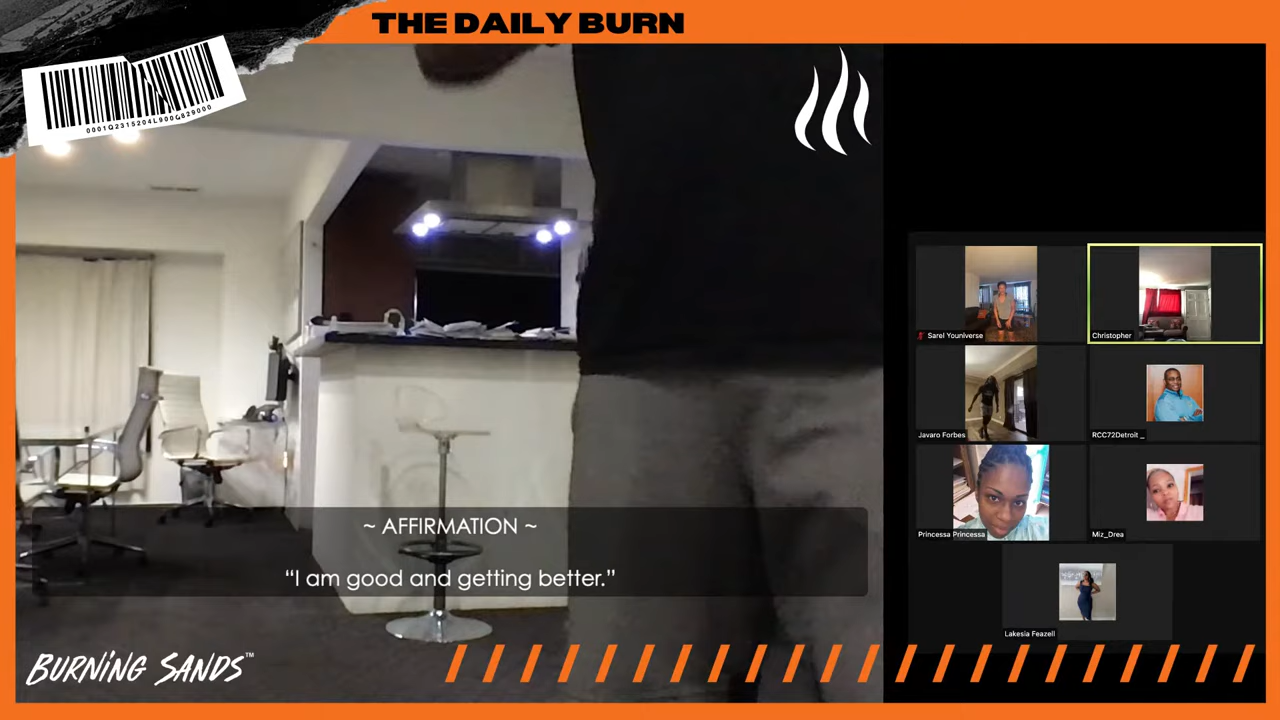 THE DAILY BURN
~ AFFIRMATION ~
“I am good and getting better.”
BURNING SANDS™
Sarel Youniverse
Christopher
Javaro Forbes
RCC72Detroit _
Princessa Princessa
Miz_Drea
Lakesia Feazell